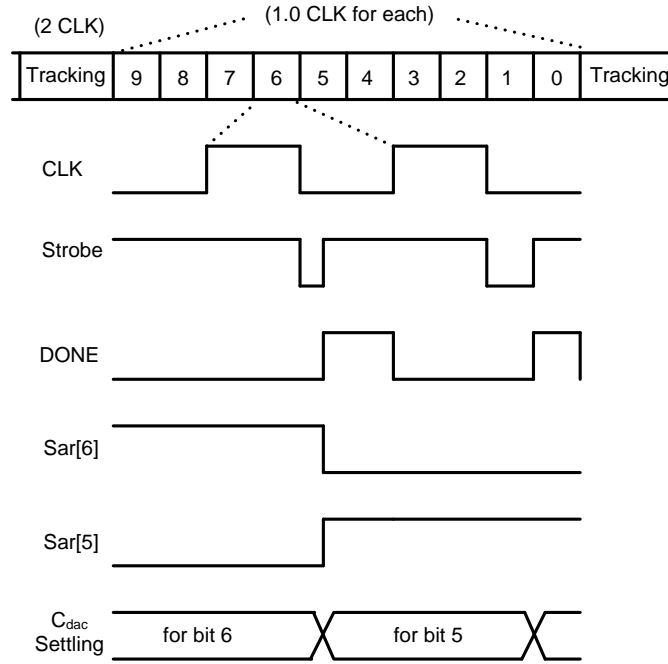 (2 CLK) (1.0 CLK for each)
Tracking 9 8 7 6 5 4 3 2 1 0 Tracking
CLK
Strobe
DONE
Sar[6]
Sar[5]
Cdac
Settling for bit 6 for bit 5